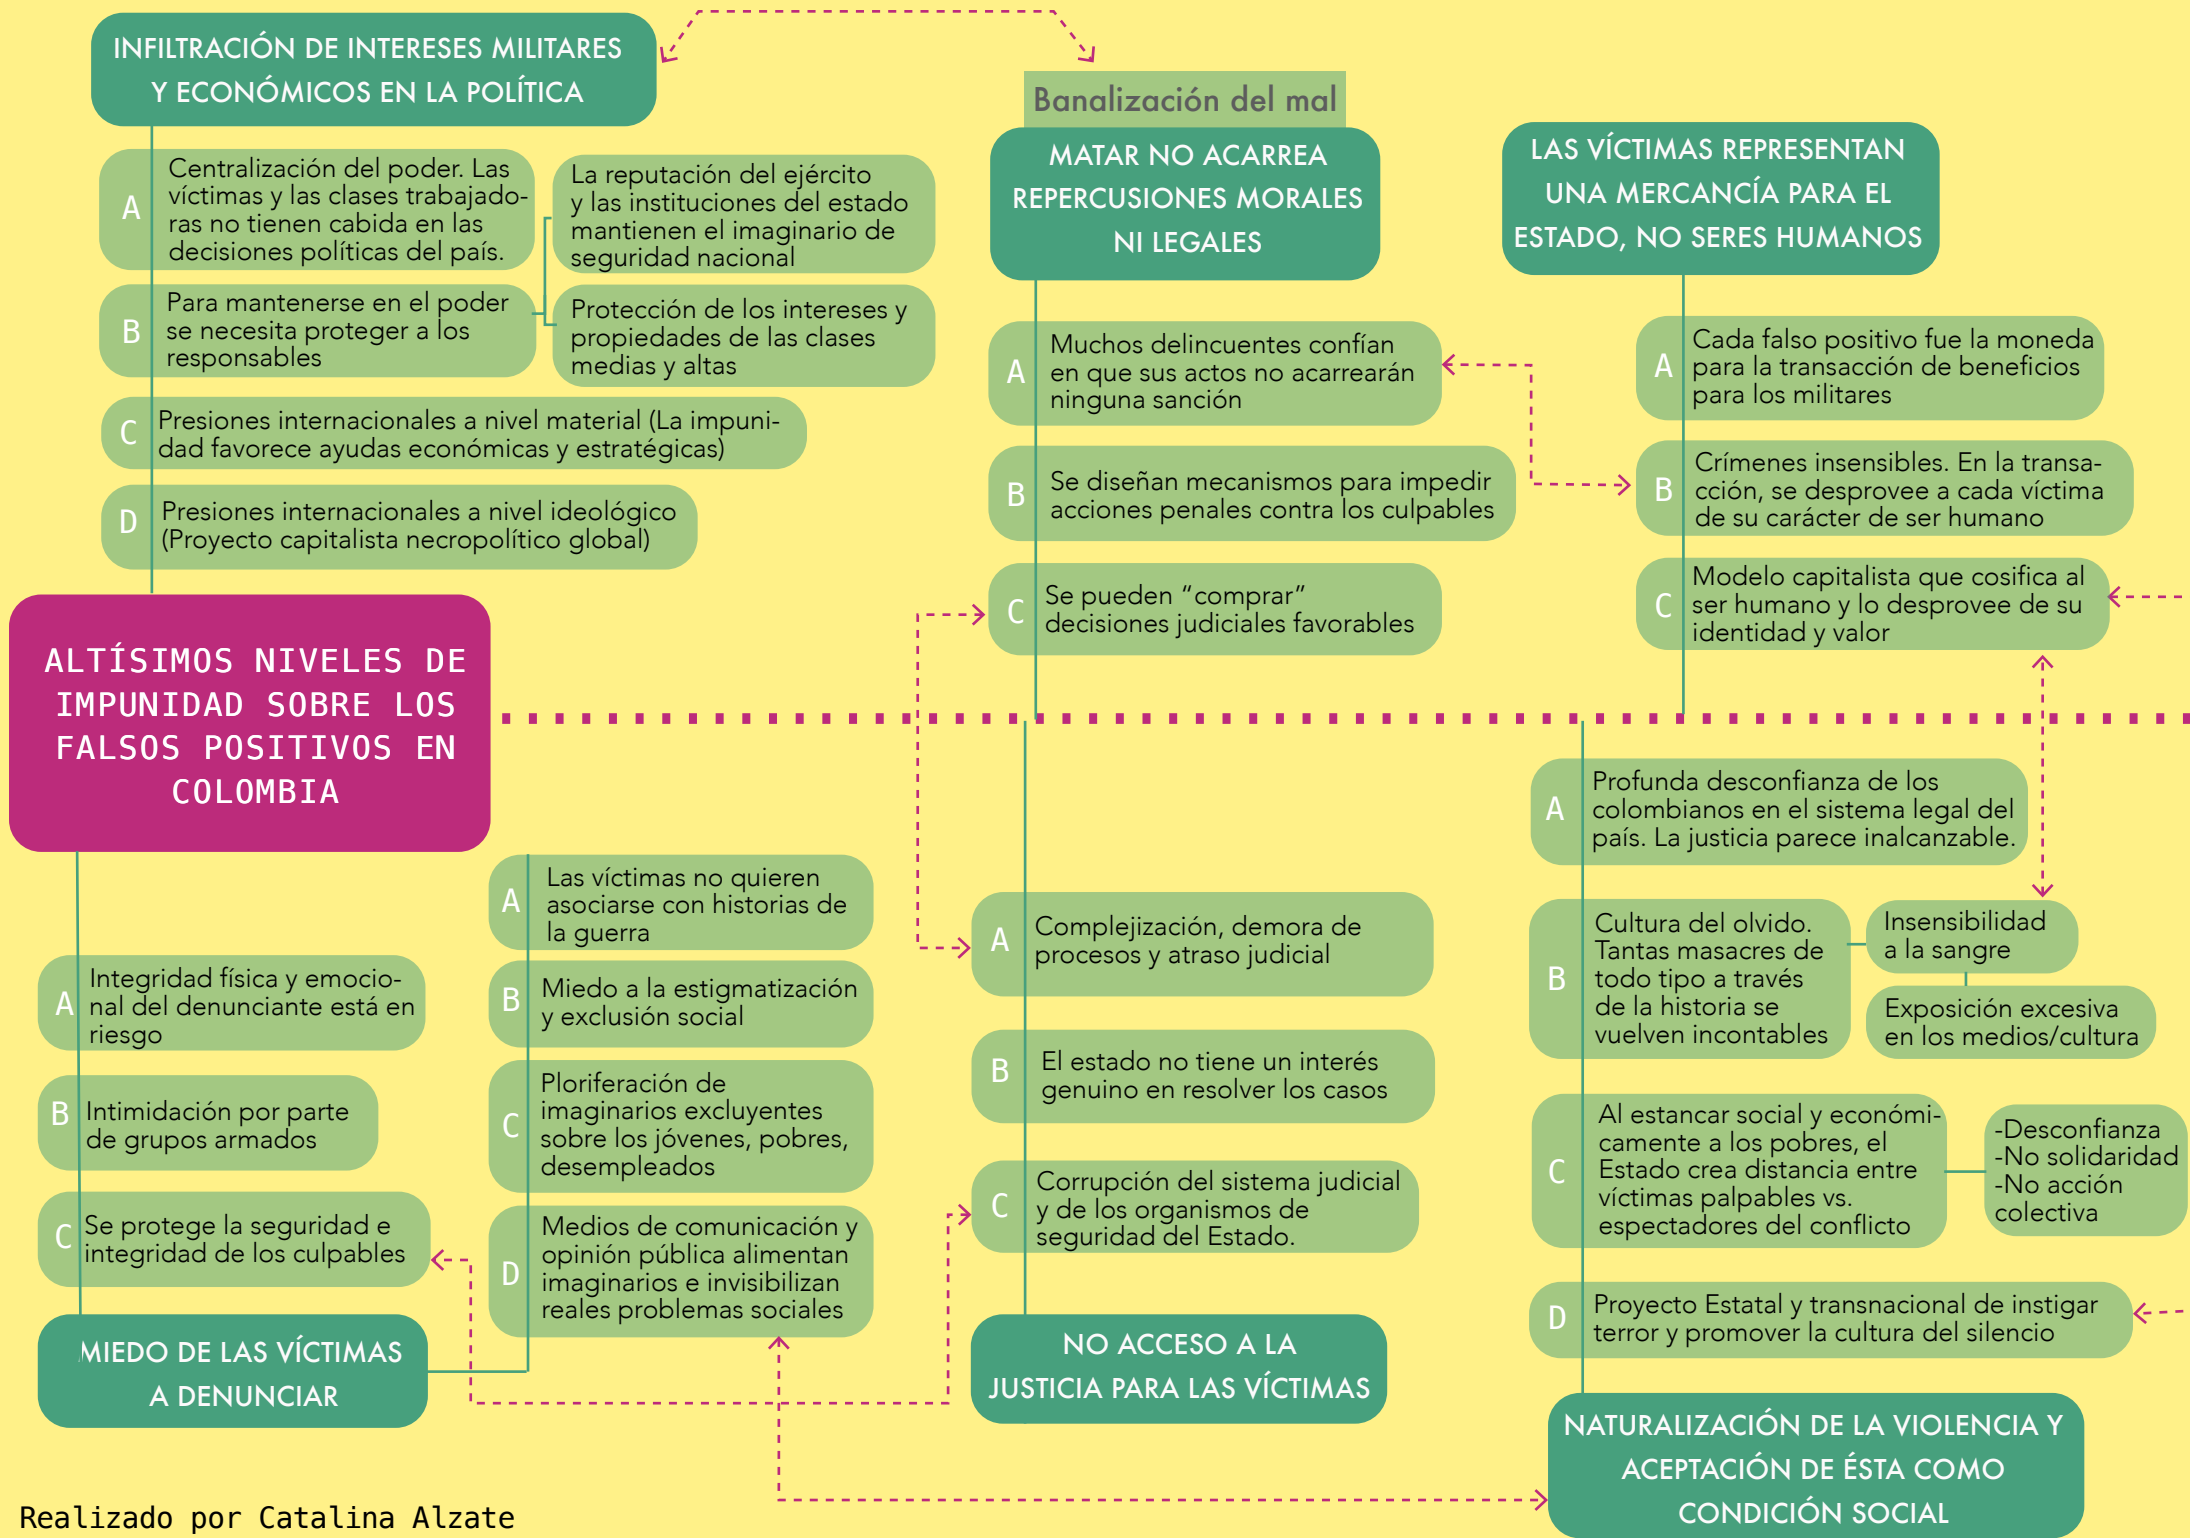 INFILTRACIÓN DE INTERESES MILITARES
Y ECONÓMICOS EN LA POLÍTICA
A
Centralización del poder. Las
víctimas y las clases trabajado-
ras no tienen cabida en las
decisiones políticas del país.
B
Para mantenerse en el poder
se necesita proteger a los
responsables
La reputación del ejército
y las instituciones del estado
mantienen el imaginario de
seguridad nacional
Protección de los intereses y
propiedades de las clases
medias y altas
C
Presiones internacionales a nivel material (La impuni-
dad favorece ayudas económicas y estratégicas)
D
Presiones internacionales a nivel ideológico
(Proyecto capitalista necropolítico global)
Banalización del mal
MATAR NO ACARREA
REPERCUSIONES MORALES
NI LEGALES
A
Muchos delincuentes confían
en que sus actos no acarrearán
ninguna sanción
B
Se diseñan mecanismos para impedir
acciones penales contra los culpables
C
Se pueden “comprar”
decisiones judiciales favorables
LAS VÍCTIMAS REPRESENTAN
UNA MERCANCÍA PARA EL
ESTADO, NO SERES HUMANOS
A
Cada falso positivo fue la moneda
para la transacción de beneficios
para los militares
B
Crímenes insensibles. En la transa-
cción, se desprovee a cada víctima
de su carácter de ser humano
C
Modelo capitalista que cosifica al
ser humano y lo desprovee de su
identidad y valor
ALTÍSIMOS NIVELES DE
IMPUNIDAD SOBRE LOS
FALSOS POSITIVOS EN
COLOMBIA
A
Integridad física y emocio-
nal del denunciante está en
riesgo
B
Intimidación por parte
de grupos armados
C
Se protege la seguridad e
integridad de los culpables
MIEDO DE LAS VÍCTIMAS
A DENUNCIAR
A
Las víctimas no quieren
asociarse con historias de
la guerra
B
Miedo a la estigmatización
y exclusión social
C
Ploriferación de
imaginarios excluyentes
sobre los jóvenes, pobres,
desempleados
D
Medios de comunicación y
opinión pública alimentan
imaginarios e invisibilizan
reales problemas sociales
A
Complejización, demora de
procesos y atraso judicial
B
El estado no tiene un interés
genuino en resolver los casos
C
Corrupción del sistema judicial
y de los organismos de
seguridad del Estado.
NO ACCESO A LA
JUSTICIA PARA LAS VÍCTIMAS
A
Profunda desconfianza de los
colombianos en el sistema legal del
país. La justicia parece inalcanzable.
B
Cultura del olvido.
Tantas masacres de
todo tipo a través
de la historia se
vuelven incontables
Insensibilidad
a la sangre
Exposición excesiva
en los medios/cultura
C
Al estancar social y económi-
camente a los pobres, el
Estado crea distancia entre
víctimas palpables vs.
espectadores del conflicto
-Desconfianza
-No solidaridad
-No acción
colectiva
D
Proyecto Estatal y transnacional de instigar
terror y promover la cultura del silencio
NATURALIZACIÓN DE LA VIOLENCIA Y
ACEPTACIÓN DE ÉSTA COMO
CONDICIÓN SOCIAL
Realizado por Catalina Alzate